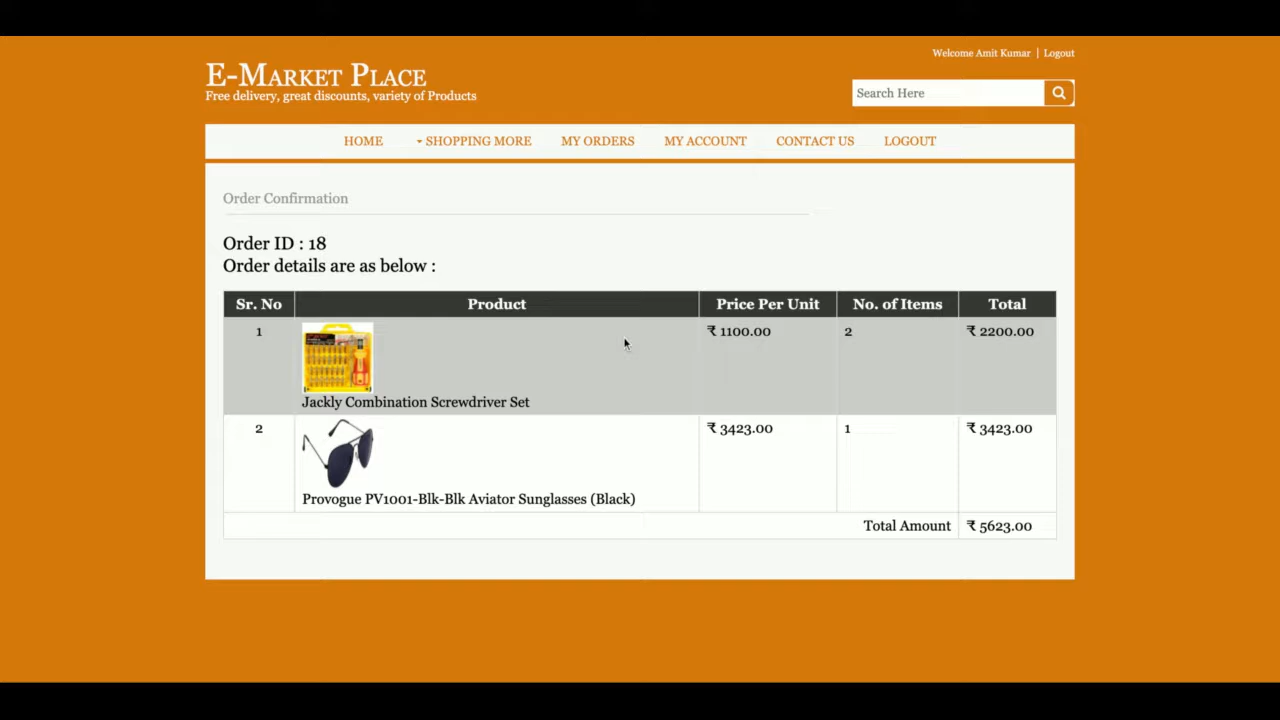 Welcome Amit Kumar | Logout
E-Market Place
Free delivery, great discounts, variety of Products
Search Here
HOME SHOPPING MORE MY ORDERS MY ACCOUNT CONTACT US LOGOUT
Order Confirmation
Order ID : 18
Order details are as below :
Sr. No Product Price Per Unit No. of Items Total
1 ₹ 1100.00 2 ₹ 2200.00
Jackly Combination Screwdriver Set
2 ₹ 3423.00 1 ₹ 3423.00
Provogue PV1001-Blk-Blk Aviator Sunglasses (Black)
Total Amount ₹ 5623.00